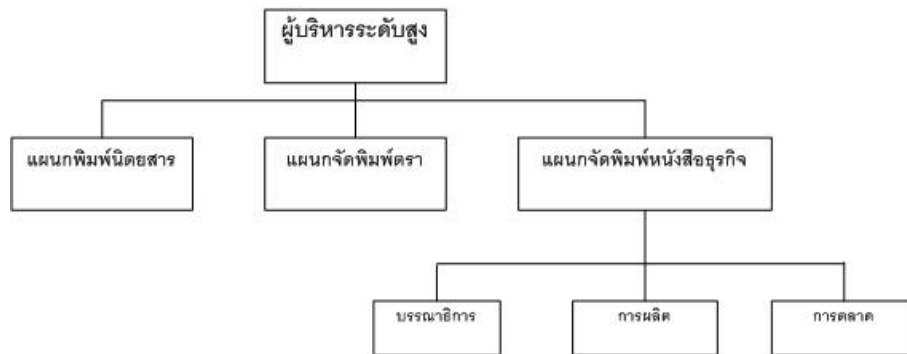 ผู้บริหารระดับสูง
แผนกพิมพ์นิตยสาร
แผนกจัดพิมพ์ตรา
แผนกจัดพิมพ์หนังสือธุรกิจ
บรรณาธิการ
การผลิต
การตลาด